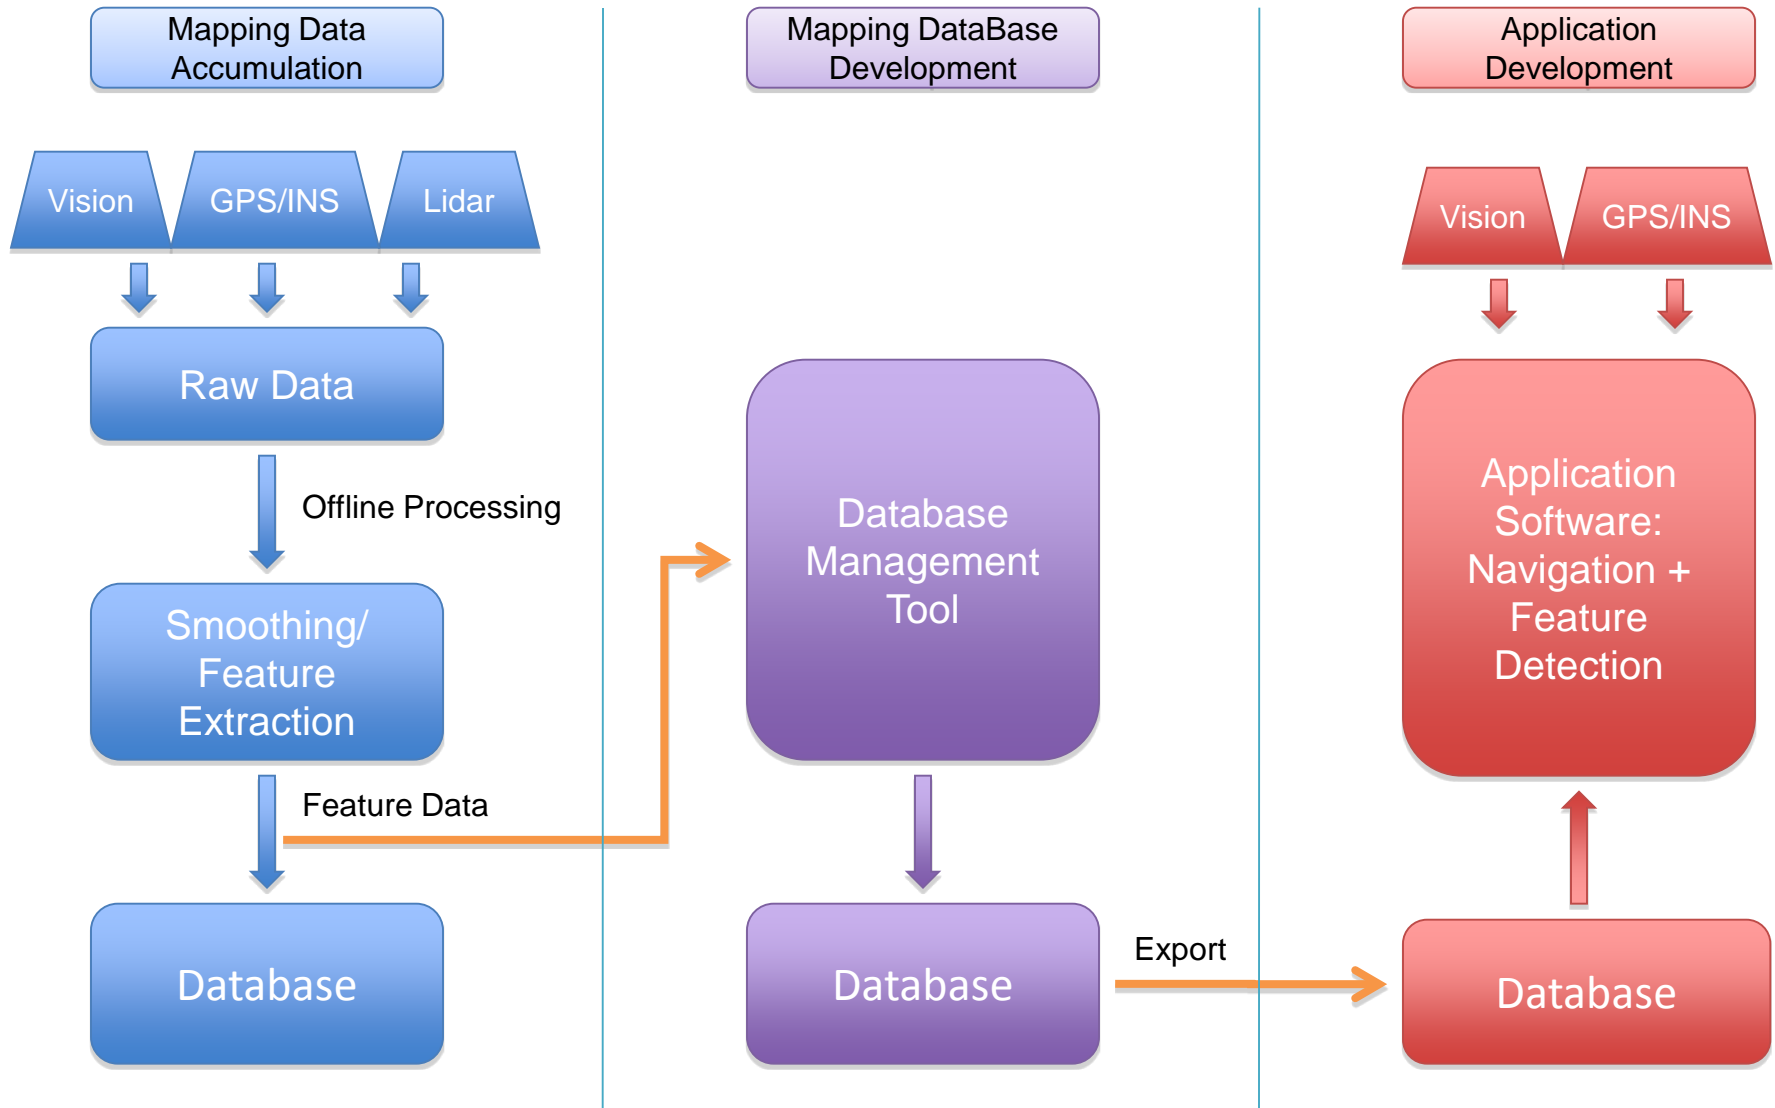 Mapping Data
Accumulation
Vision
GPS/INS
Lidar
Raw Data
Offline Processing
Smoothing/
Feature
Extraction
Feature Data
Database
Mapping DataBase
Development
Database
Management
Tool
Database
Export
Application
Development
Vision
GPS/INS
Application
Software:
Navigation +
Feature
Detection
Database